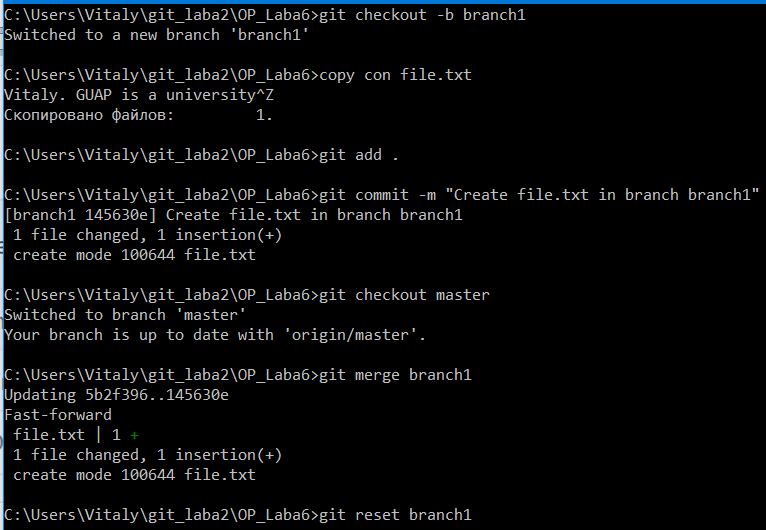 C:\Users\Vitaly\git_laba2\OP_Laba6>git checkout -b branch1
Switched to a new branch 'branch1'
C:\Users\Vitaly\git_laba2\OP_Laba6>copy con file.txt
Vitaly. GUAP is a university^Z
Скопировано файлов:         1.
C:\Users\Vitaly\git_laba2\OP_Laba6>git add .
C:\Users\Vitaly\git_laba2\OP_Laba6>git commit -m "Create file.txt in branch branch1"
[branch1 145630e] Create file.txt in branch branch1
 1 file changed, 1 insertion(+)
 create mode 100644 file.txt
C:\Users\Vitaly\git_laba2\OP_Laba6>git checkout master
Switched to branch 'master'
Your branch is up to date with 'origin/master'.
C:\Users\Vitaly\git_laba2\OP_Laba6>git merge branch1
Updating 5b2f396..145630e
Fast-forward
 file.txt | 1 +
 1 file changed, 1 insertion(+)
 create mode 100644 file.txt
C:\Users\Vitaly\git_laba2\OP_Laba6>git reset branch1